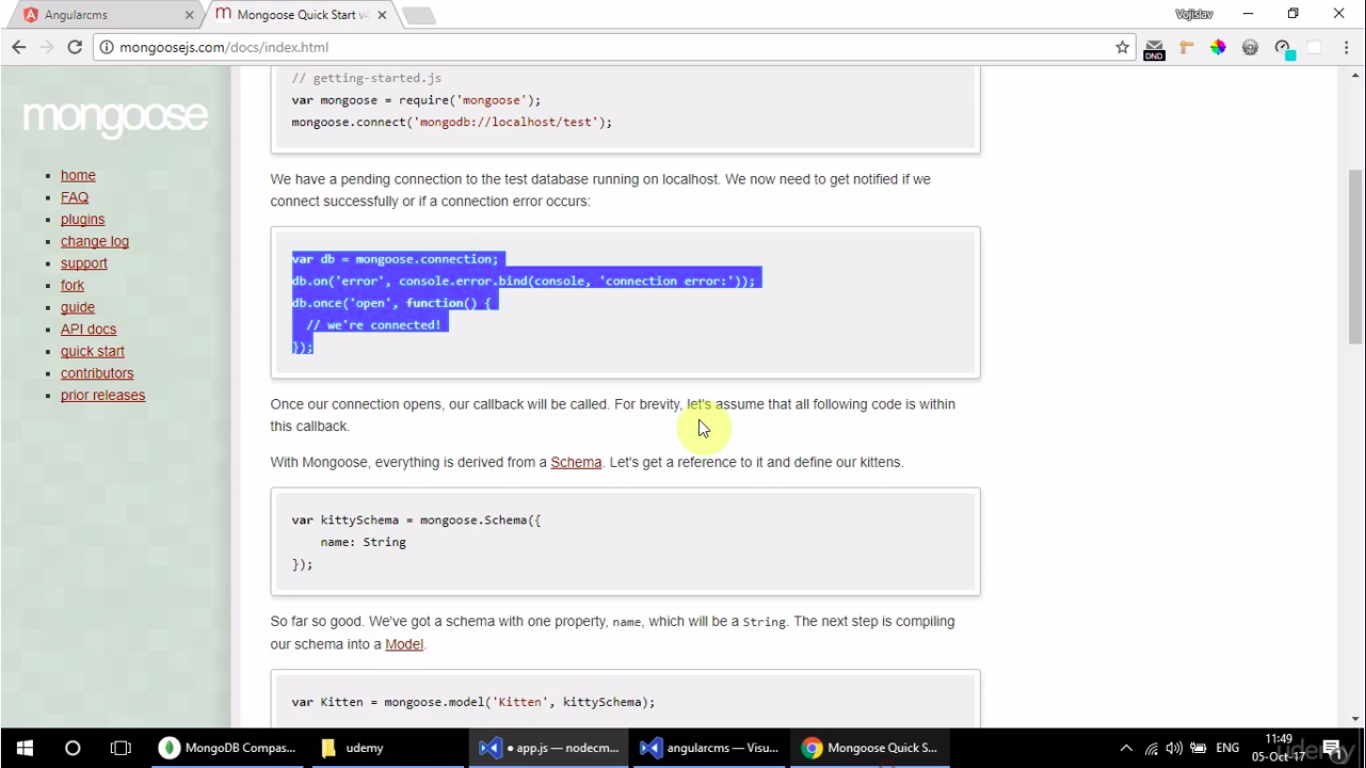 Angularcms
Mongoose Quick Start v4
Vojislav
mongoosejs.com/docs/index.html
DND
mongoose
home
FAQ
plugins
change log
support
fork
guide
API docs
quick start
contributors
prior releases
// getting-started.js
var mongoose = require('mongoose');
mongoose.connect('mongodb://localhost/test');
We have a pending connection to the test database running on localhost. We now need to get notified if we
connect successfully or if a connection error occurs:
var db = mongoose.connection;
db.on('error', console.error.bind(console, 'connection error:'));
db.once('open', function() {
// we're connected!
});
Once our connection opens, our callback will be called. For brevity, let's assume that all following code is within
this callback.
With Mongoose, everything is derived from a Schema. Let's get a reference to it and define our kittens.
var kittySchema = mongoose.Schema({
name: String
});
So far so good. We've got a schema with one property, name, which will be a String. The next step is compiling
our schema into a Model.
var Kitten = mongoose.model('Kitten', kittySchema);
MongoDB Compas...
udemy
● app.js — nodecm...
angularcms — Visu...
Mongoose Quick S...
ENG
11:49
05-Oct-17
1
udemy